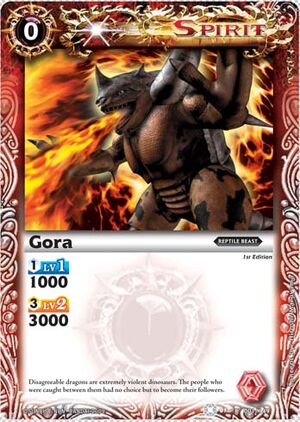 0
SPIRIT
Gora
REPTILE BEAST
1st Edition
1 LV1
1000
3 LV2
3000
Disagreeable dragons are extremely violent dinosaurs. The people who
were caught between them had no choice but to become their followers.